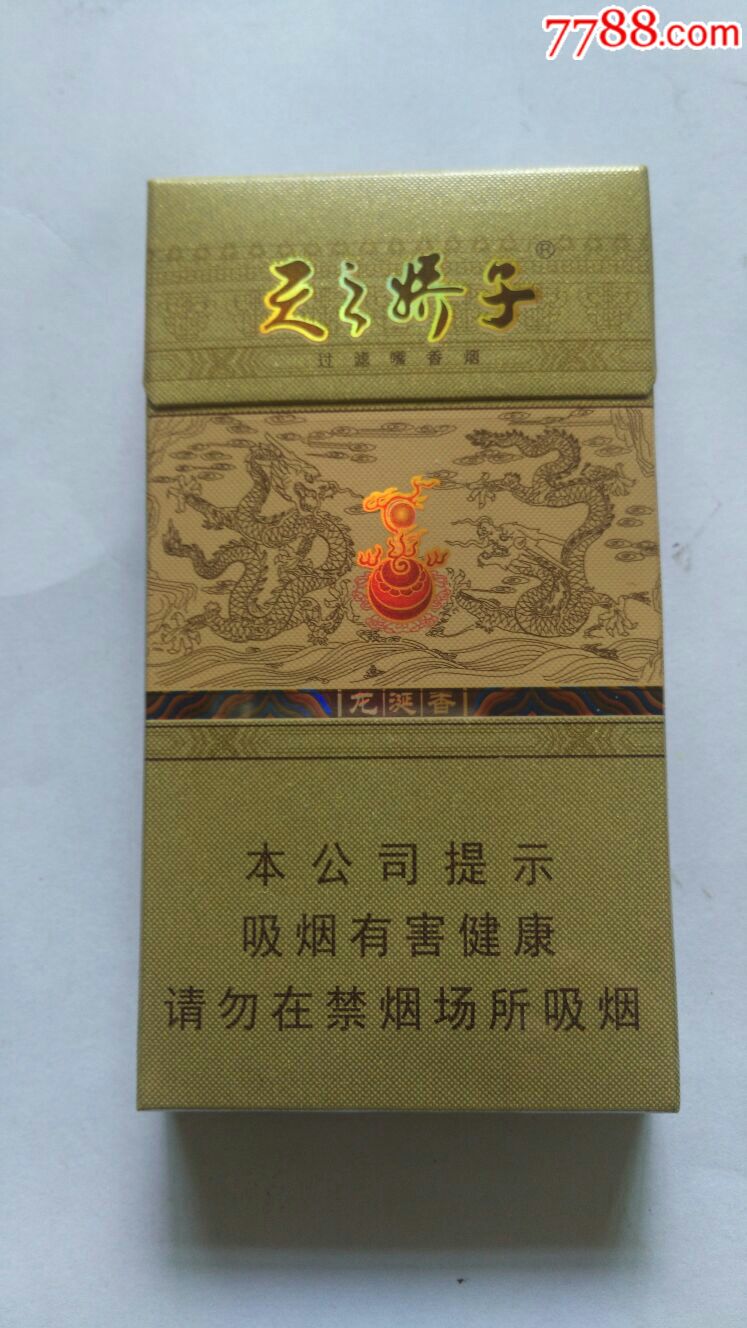 7788.com
天之娇子®
过滤嘴香烟
龙涎香
本公司提示
吸烟有害健康
请勿在禁烟场所吸烟